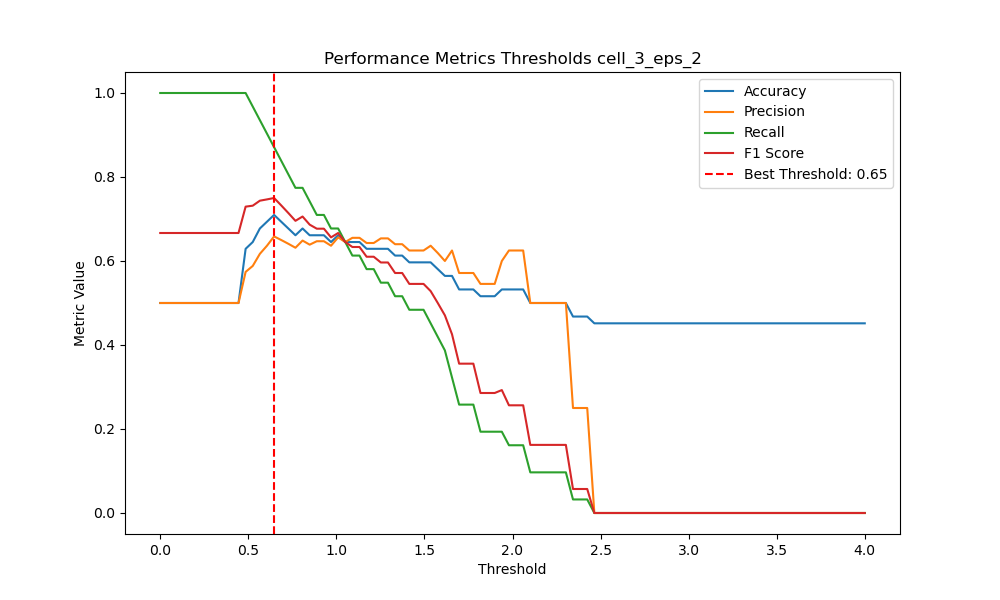 Performance Metrics Thresholds cell_3_eps_2
Accuracy
Precision
Recall
F1 Score
Best Threshold: 0.65
Metric Value
1.0
0.8
0.6
0.4
0.2
0.0
0.0 0.5 1.0 1.5 2.0 2.5 3.0 3.5 4.0
Threshold